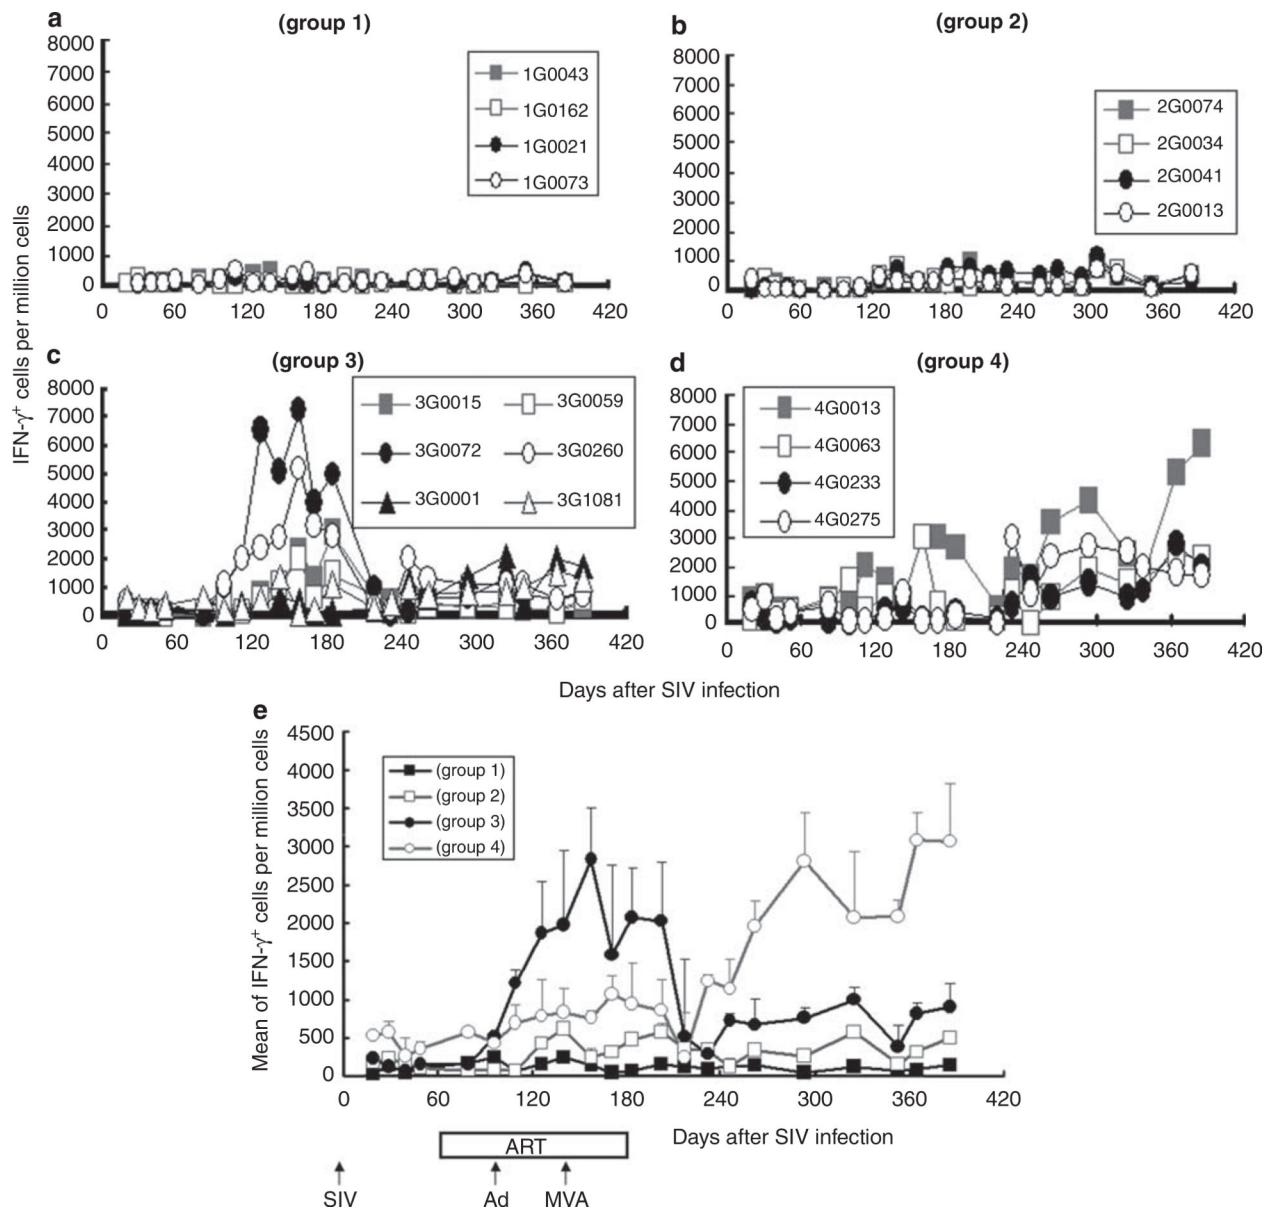 a (group 1)
8000
7000
6000
5000
4000
3000
2000
1000
0
0 60 120 180 240 300 360 420
1G0043
1G0162
1G0021
1G0073
b (group 2)
8000
7000
6000
5000
4000
3000
2000
1000
0
0 60 120 180 240 300 360 420
2G0074
2G0034
2G0041
2G0013
IFN-γ+ cells per million cells
c (group 3)
8000
7000
6000
5000
4000
3000
2000
1000
0
0 60 120 180 240 300 360 420
3G0015 3G0059
3G0072 3G0260
3G0001 3G1081
d (group 4)
8000
7000
6000
5000
4000
3000
2000
1000
0
0 60 120 180 240 300 360 420
4G0013
4G0063
4G0233
4G0275
Days after SIV infection
e
Mean of IFN-γ+ cells per million cells
4500
4000
3500
3000
2500
2000
1500
1000
500
0
(group 1)
(group 2)
(group 3)
(group 4)
0 60 120 180 240 300 360 420
Days after SIV infection
ART
SIV Ad MVA